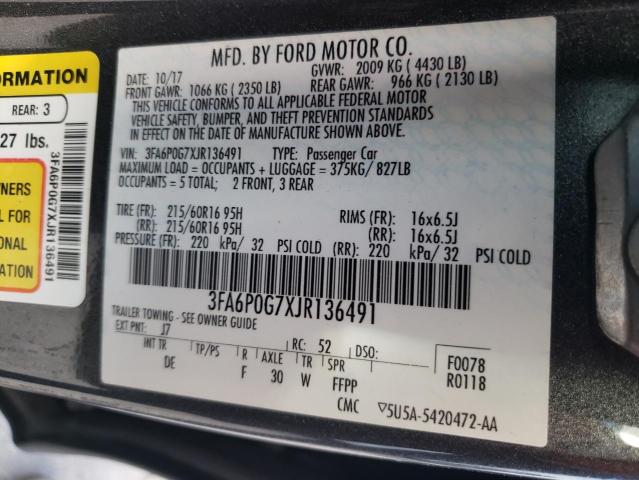 MFD. BY FORD MOTOR CO.
10/17 GVWR: 2009 KG ( 4430 LB)
FRONT GAWR: 1066 KG ( 2350 LB) REAR GAWR: 966 KG ( 2130 LB)
THIS VEHICLE CONFORMS TO ALL APPLICABLE FEDERAL MOTOR
VEHICLE SAFETY, BUMPER, AND THEFT PREVENTION STANDARDS
IN EFFECT ON THE DATE OF MANUFACTURE SHOWN ABOVE.
VIN: 3FA6P0G7XJR136491 TYPE: Passenger Car
MAXIMUM LOAD = OCCUPANTS + LUGGAGE = 375KG/ 827LB
OCCUPANTS = 5 TOTAL; 2 FRONT, 3 REAR
TIRE (FR): 215/60R16 95H RIMS (FR): 16x6.5J
(RR): 215/60R16 95H (RR): 16x6.5J
PRESSURE (FR): 220 kPa/ 32 PSI COLD (RR): 220 kPa/ 32 PSI COLD
3FA6P0G7XJR136491
TRAILER TOWING - SEE OWNER GUIDE
EXT PNT: J7 RC: 52 DSO:
INT TR TP/PS R AXLE TR SPR
DE F 30 W FFPP
CMC
F0078
R0118
▽5U5A-5420472-AA
ORMATION
REAR: 3
27 lbs.
NERS
L FOR
ONAL
N
3FA6P0G7XJR136491